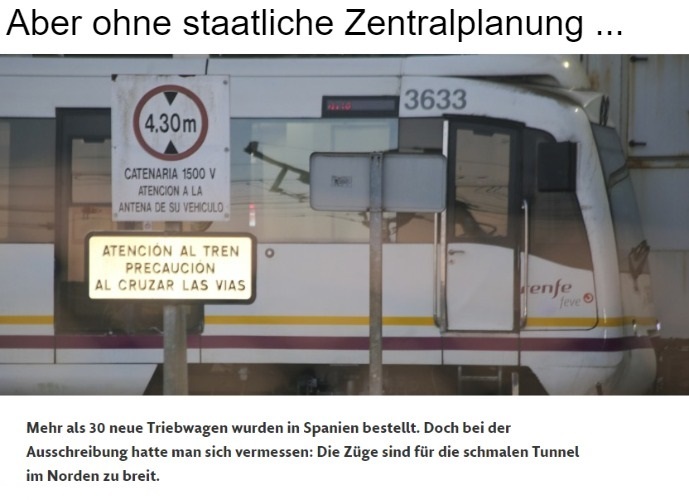 Aber ohne staatliche Zentralplanung ...
4,30m
3633
CATENARIA 1500 V
ATENCION A LA
ANTENA DE SU VEHICULO
ATENCIÓN AL TREN
PRECAUCIÓN
AL CRUZAR LAS VIAS
renfe
feve
Mehr als 30 neue Triebwagen wurden in Spanien bestellt. Doch bei der
Ausschreibung hatte man sich vermessen: Die Züge sind für die schmalen Tunnel
im Norden zu breit.